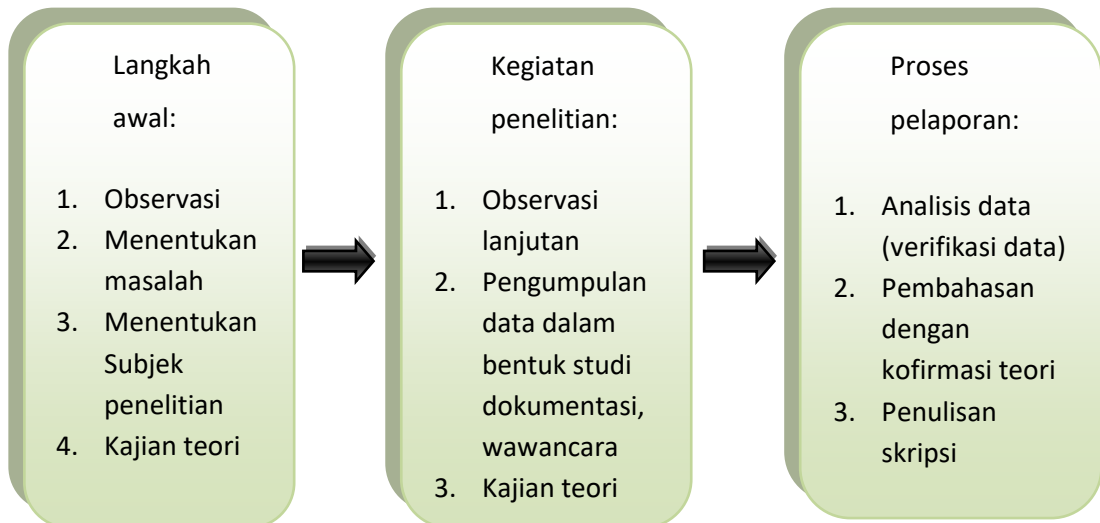 Langkah
awal:
1. Observasi
2. Menentukan
masalah
3. Menentukan
Subjek
penelitian
4. Kajian teori
Kegiatan
penelitian:
1. Observasi
lanjutan
2. Pengumpulan
data dalam
bentuk studi
dokumentasi,
wawancara
3. Kajian teori
Proses
pelaporan:
1. Analisis data
(verifikasi data)
2. Pembahasan
dengan
kofirmasi teori
3. Penulisan
skripsi